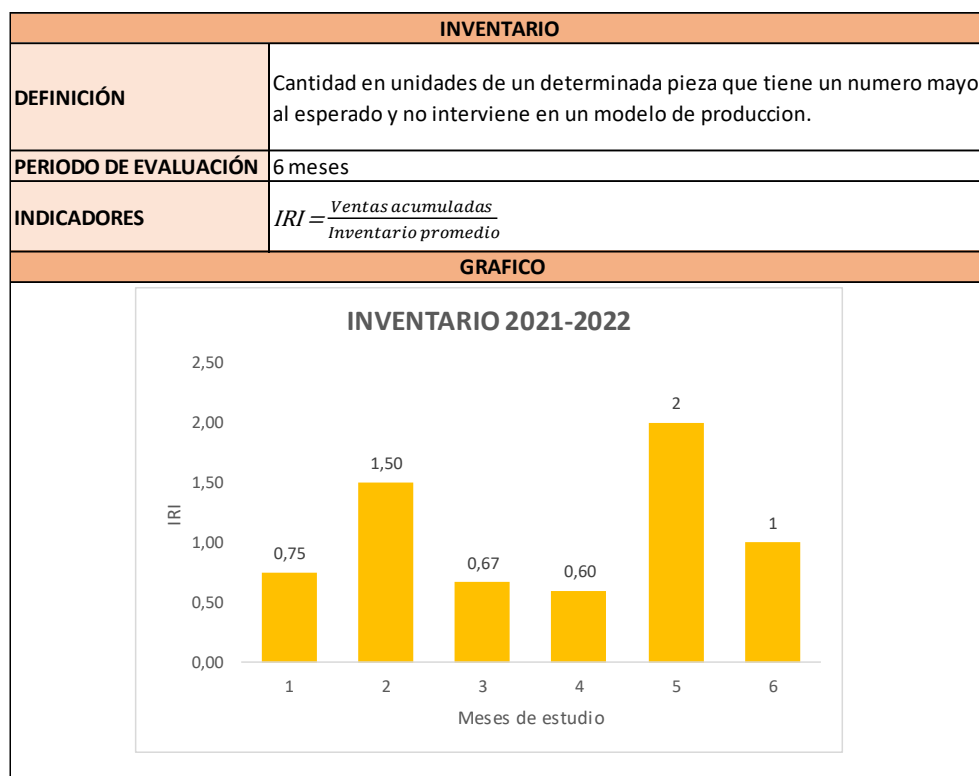 INVENTARIO
DEFINICIÓN
Cantidad en unidades de un determinada pieza que tiene un numero mayo
al esperado y no interviene en un modelo de produccion.
PERIODO DE EVALUACIÓN 6 meses
INDICADORES
IRI = Ventas acumuladas
Inventario promedio
GRAFICO
INVENTARIO 2021-2022
2,50
2,00
1,50
1,00
0,50
0,00
IRI
0,75
1,50
0,67
0,60
2
1
1 2 3 4 5 6
Meses de estudio